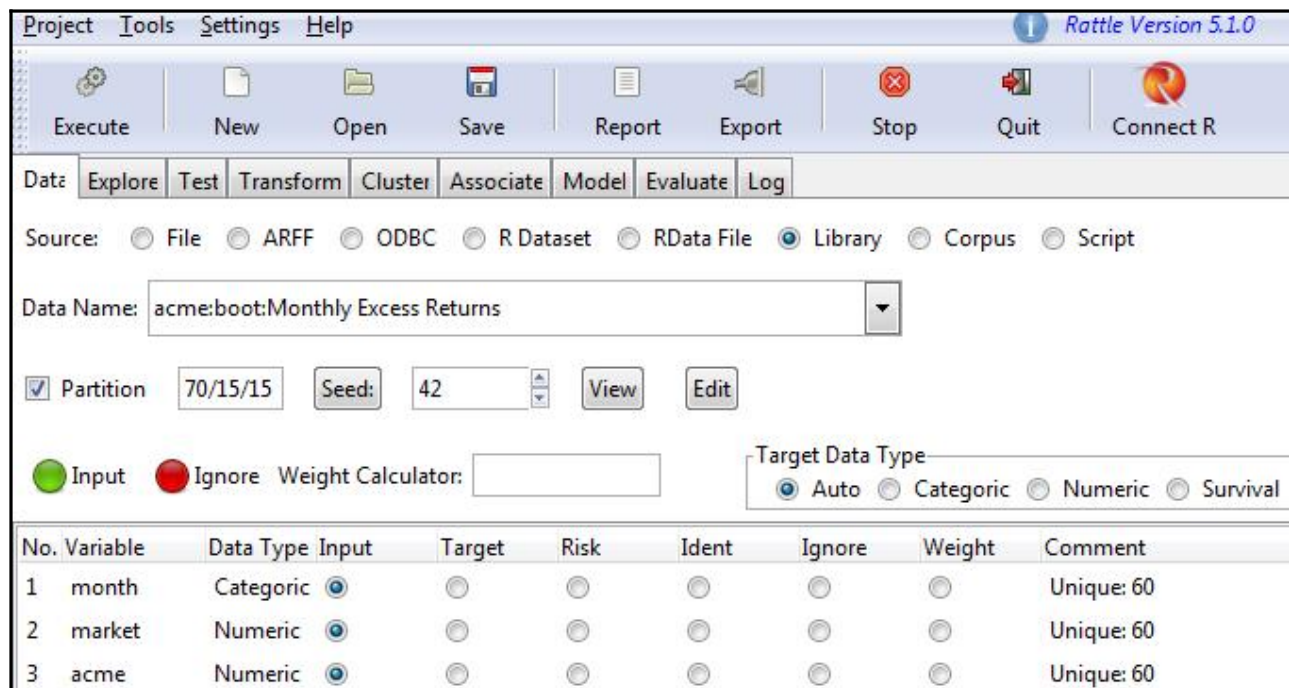 Project Tools Settings Help Rattle Version 5.1.0
Execute New Open Save Report Export Stop Quit Connect R
Data Explore Test Transform Cluster Associate Model Evaluate Log
Source: File ARFF ODBC R Dataset RData File Library Corpus Script
Data Name: acme:boot:Monthly Excess Returns
Partition 70/15/15 Seed: 42 View Edit
Target Data Type
Input Ignore Weight Calculator: Auto Categoric Numeric Survival
No. Variable Data Type Input Target Risk Ident Ignore Weight Comment
1 month Categoric Unique: 60
2 market Numeric Unique: 60
3 acme Numeric Unique: 60